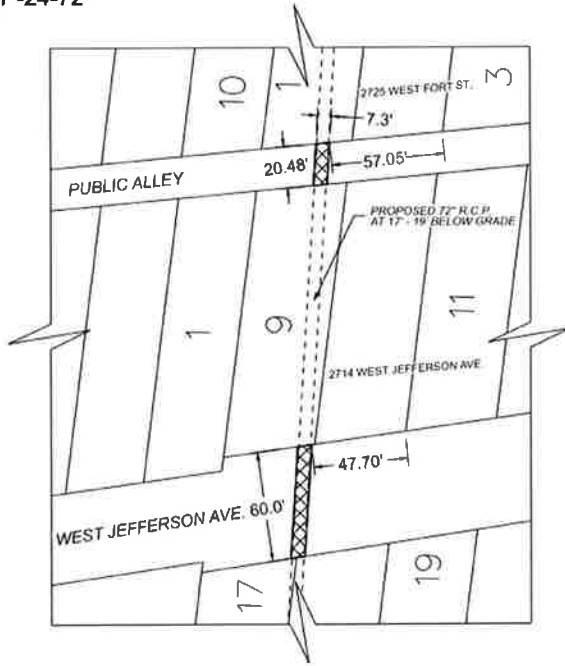 -24-72
10
1
3
2725 WEST FORT ST.
7.3'
20.48'
57.05'
PUBLIC ALLEY
PROPOSED 72" R.C.P.
AT 17' - 19' BELOW GRADE
1
9
11
2714 WEST JEFFERSON AVE.
47.70'
WEST JEFFERSON AVE. 60.0'
17
19